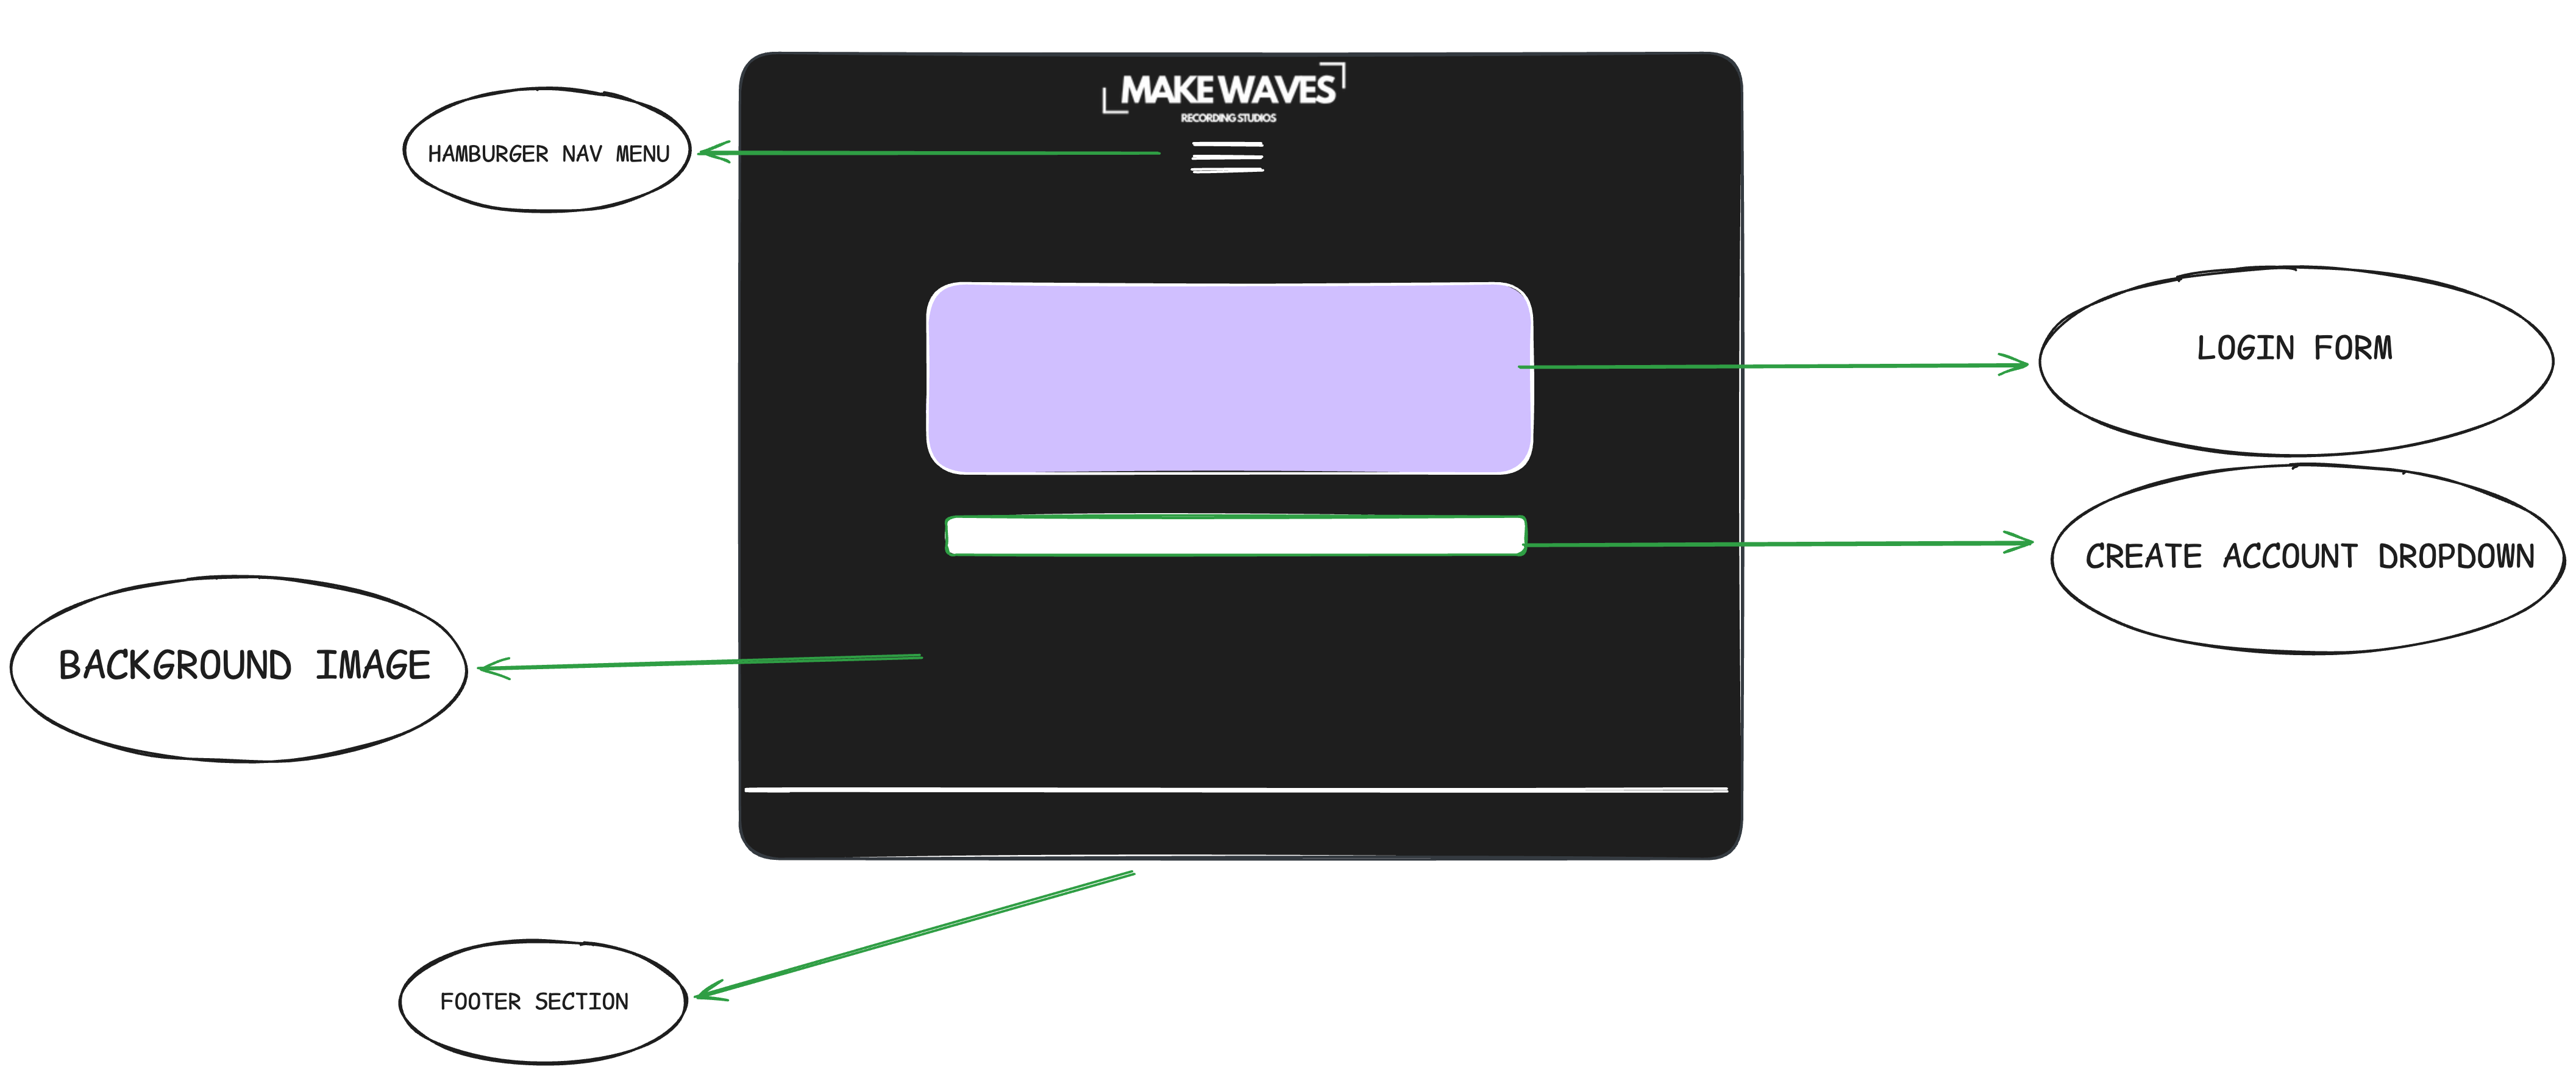 MAKE WAVES
RECORDING STUDIOS
HAMBURGER NAV MENU
LOGIN FORM
CREATE ACCOUNT DROPDOWN
BACKGROUND IMAGE
FOOTER SECTION